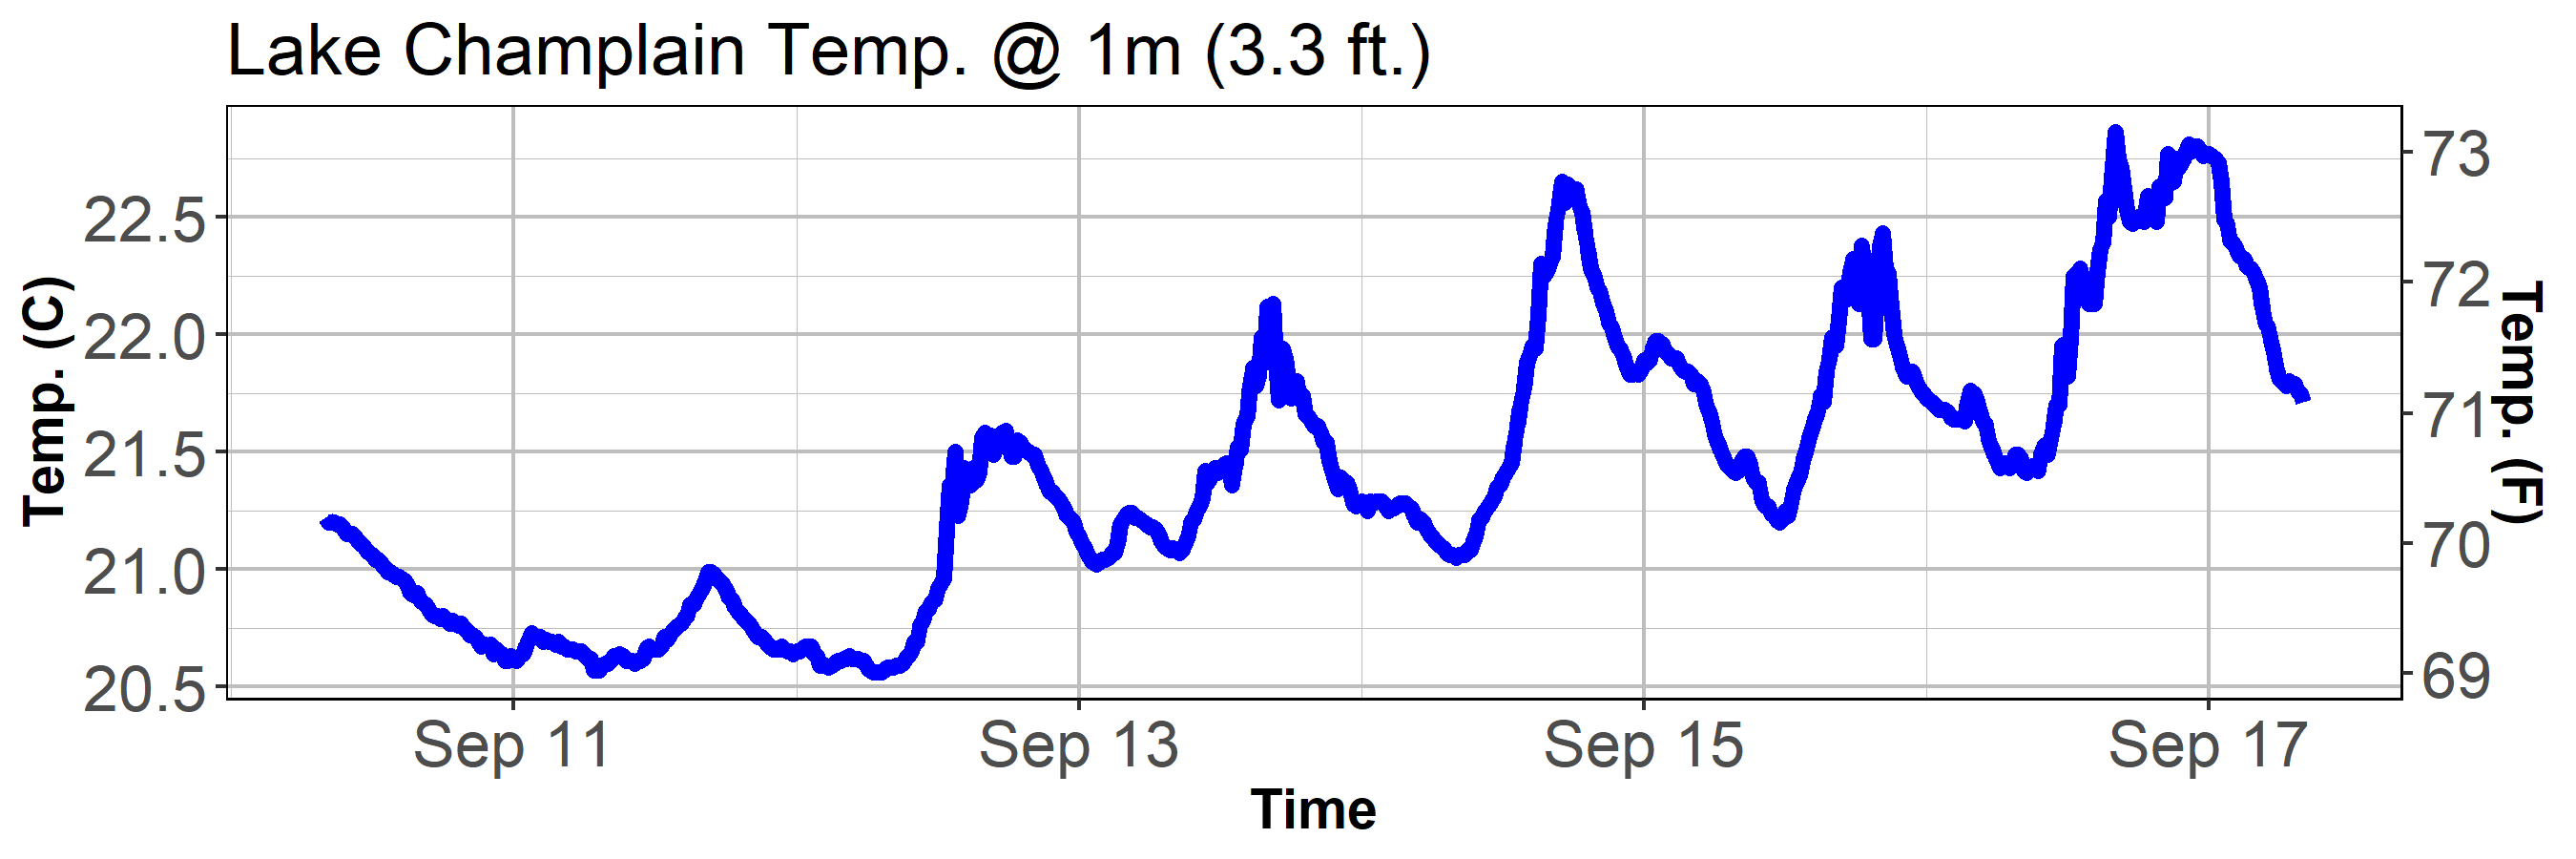 Lake Champlain Temp. @ 1m (3.3 ft.)
Temp. (C)
22.5
22.0
21.5
21.0
20.5
73
72
71
70
69
Temp. (F)
Sep 11
Sep 13
Sep 15
Sep 17
Time